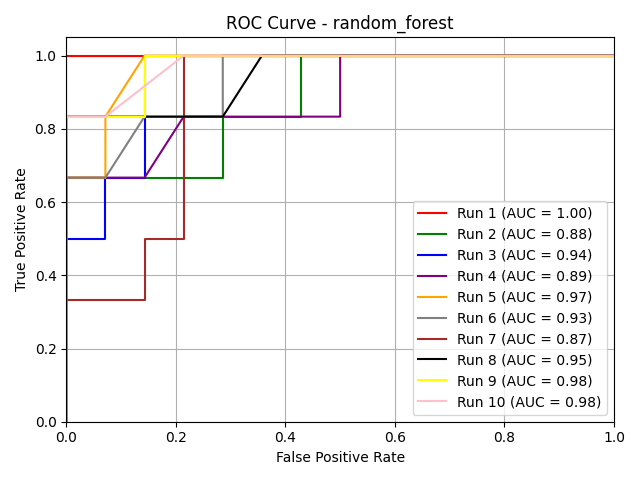 ROC Curve - random_forest
True Positive Rate
1.0
0.8
0.6
0.4
0.2
0.0
0.0 0.2 0.4 0.6 0.8 1.0
False Positive Rate
Run 1 (AUC = 1.00)
Run 2 (AUC = 0.88)
Run 3 (AUC = 0.94)
Run 4 (AUC = 0.89)
Run 5 (AUC = 0.97)
Run 6 (AUC = 0.93)
Run 7 (AUC = 0.87)
Run 8 (AUC = 0.95)
Run 9 (AUC = 0.98)
Run 10 (AUC = 0.98)